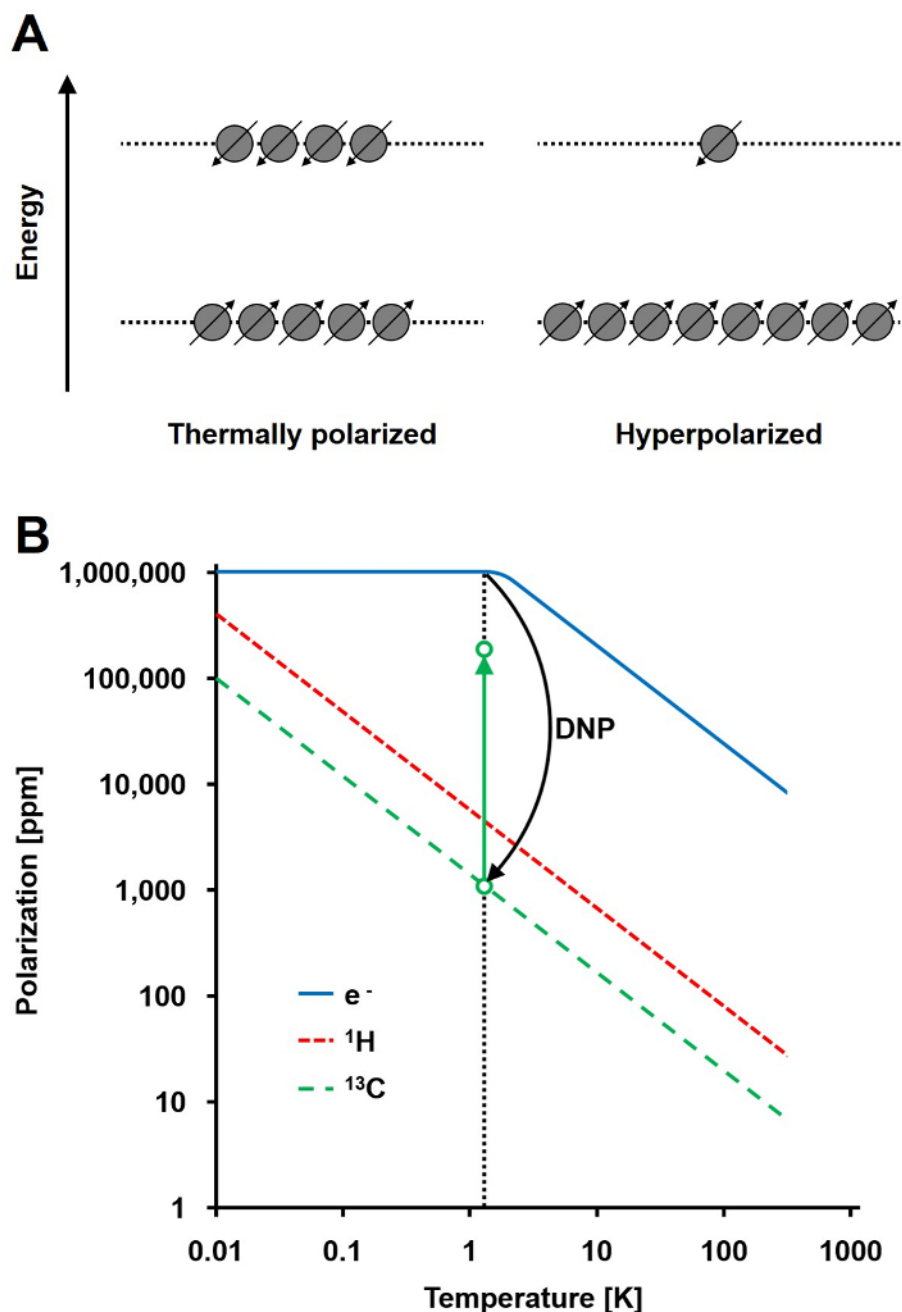 A
Energy
Thermally polarized
Hyperpolarized
B
1,000,000
100,000
10,000
1,000
100
10
1
Polarization [ppm]
DNP
e -
¹H
¹³C
0.01
0.1
1
10
100
1000
Temperature [K]